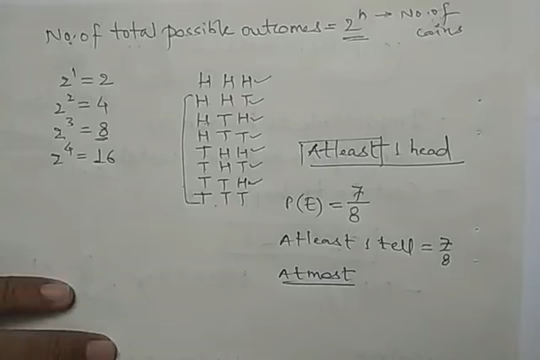 No. of total possible outcomes = 2^n → No. of coins
2^1 = 2
2^2 = 4
2^3 = 8
2^4 = 16
H H H ✓
H H T ✓
H T H ✓
H T T ✓
T H H ✓
T H T ✓
T T H ✓
T T T
Atleast 1 head
P(E) = 7/8
Atleast 1 tell = 7/8
Atmost